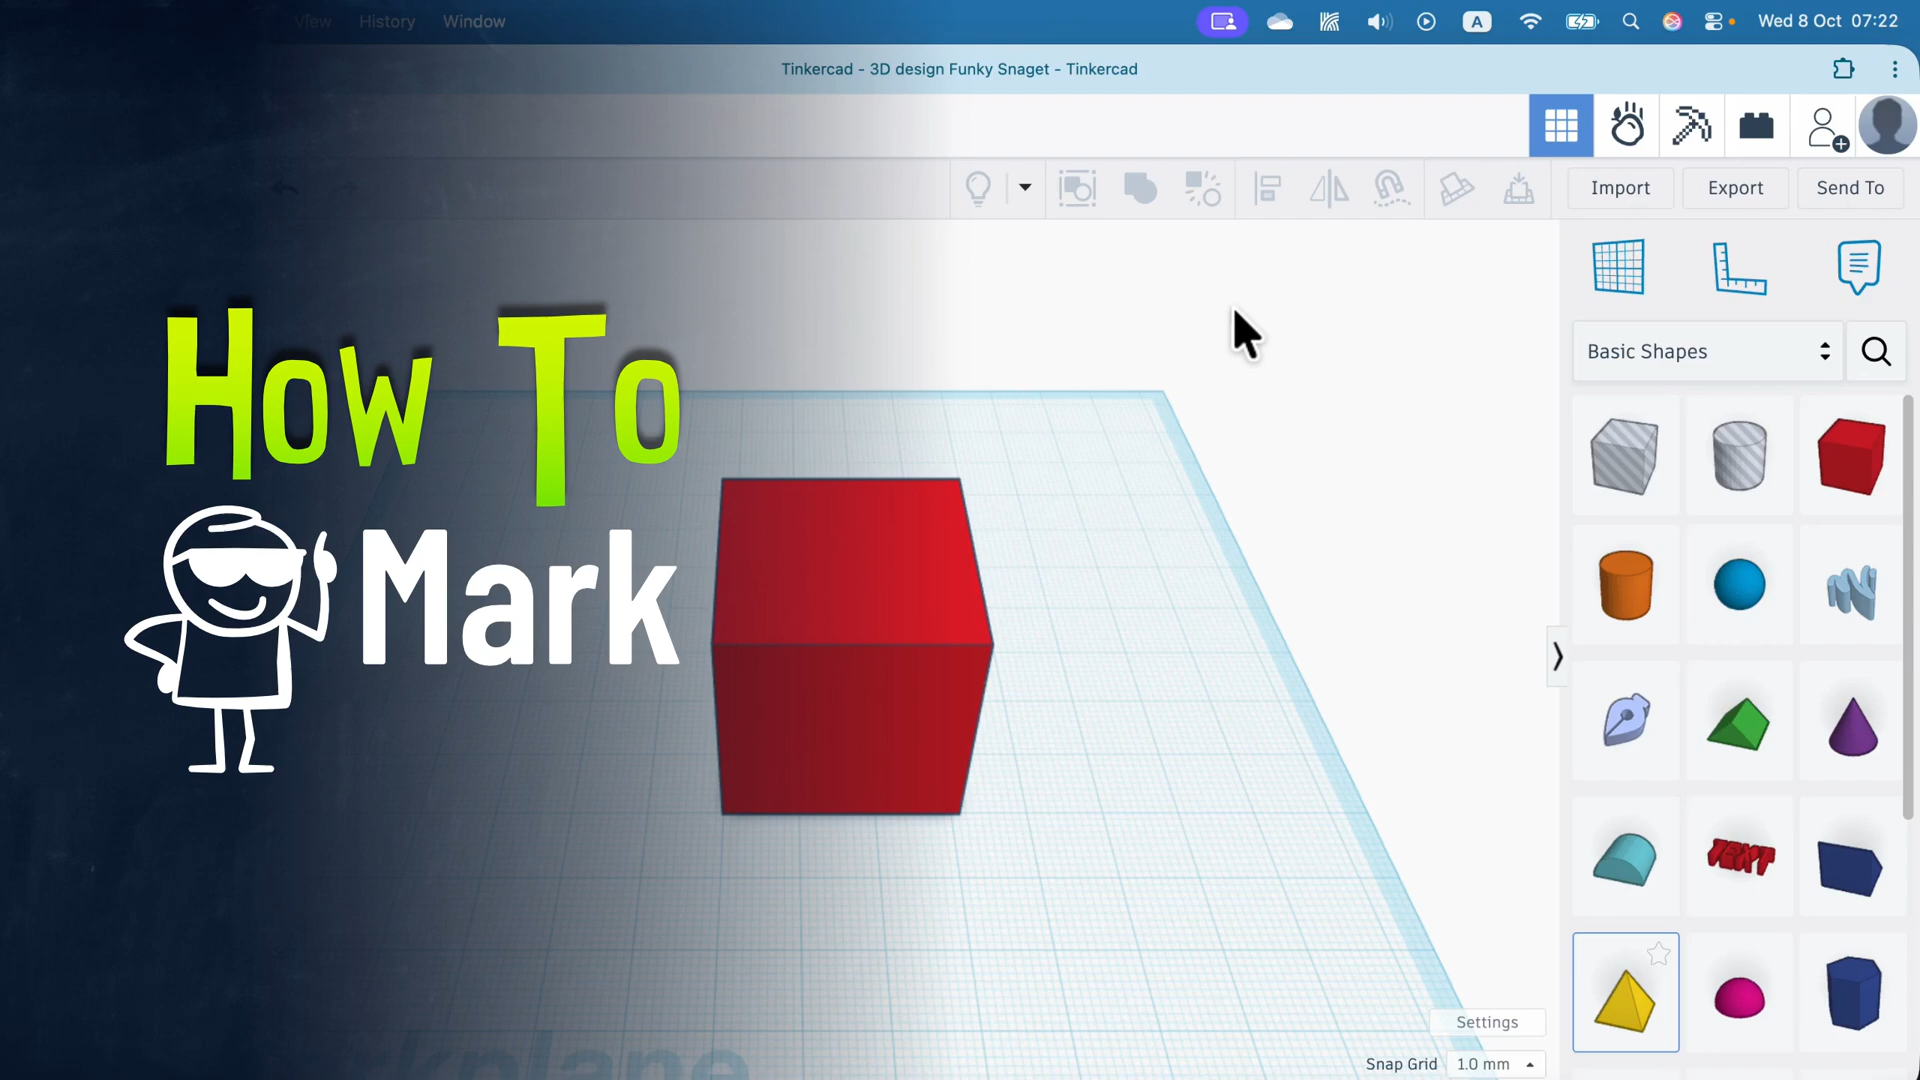 View History Window
A
Wed 8 Oct 07:22
Tinkercad - 3D design Funky Snaget - Tinkercad
Import Export Send To
Basic Shapes
How To
Mark
TEXT
Settings
Snap Grid 1.0 mm